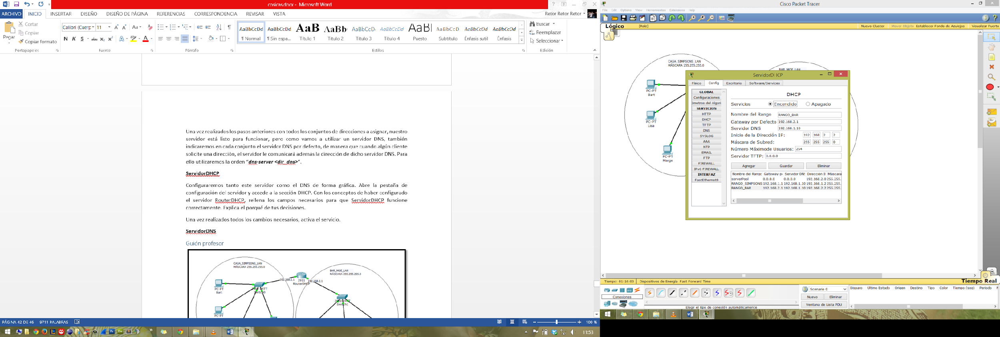 cosicas.docx - Microsoft Word
ARCHIVO INICIO INSERTAR DISEÑO DISEÑO DE PÁGINA REFERENCIAS CORRESPONDENCIA REVISAR VISTA
Retor Retor Retor
Pegar
Cortar
Copiar
Copiar formato
Portapapeles
Calibri (Cuerp 11
N K S abc x₂ x²
Fuente
Párrafo
AaBbCcDd AaBbCcDd AaB AaBb AaBbCcD AaBbCcDd AaBl AaBbCcD AaBbCcDd AaBbCcDd
¶ Normal ¶ Sin espa... Título 1 Título 2 Título 3 Título 4 Puesto Subtítulo Énfasis sutil Énfasis
Estilos
Buscar
Reemplazar
Seleccionar
Edición
Una vez realizados los pasos anteriores con todos los conjuntos de direcciones a asignar, nuestro
servidor está listo para funcionar, pero como vamos a utilizar un servidor DNS, también
indicaremos en cada conjunto el servidor DNS por defecto, de manera que cuando algún cliente
solicite una dirección, el servidor le comunicará además la dirección de dicho servidor DNS. Para
ello utilizaremos la orden “dns-server <dir_dns>”.
ServidorDHCP
Configuraremos tanto este servidor como el DNS de forma gráfica. Abre la pestaña de
configuración del servidor y accede a la sección DHCP. Con los conceptos de haber configurado
el servidor RouterDHCP, rellena los campos necesarios para que ServidorDHCP funcione
correctamente. Explica el porqué de tus decisiones.
Una vez realizados todos los cambios necesarios, activa el servicio.
ServidorDNS
Guión profesor
CASA_SIMPSONS_LAN
MÁSCARA 255.255.255.0
BAR_MOE_LAN
MÁSCARA 255.255.255.0
192.168.1.1
2911
RouterDHCP
192.168.2.1
PC-PT
Bart
2960-24TT
Switch0
2950-24TT
Switch1
PC-PT
PÁGINA 42 DE 46 9711 PALABRAS
100 %
11:53
Cisco Packet Tracer
File Edit Options View Herramientas Extensions Help
Lógico [Raíz] Nuevo Cluster Mover Objeto Establecer Fondo de Azulejos Visualizar Puerto
CASA_SIMPSONS_LAN
MÁSCARA 255.255.255.0
BAR_MOE_LAN
PC-PT
Bart
PC-PT
Lisa
PC-PT
Marge
ServidorDHCP
Físico Config Escritorio Software/Services
GLOBAL
Configuraciones
SERVICIOS
HTTP
DHCP
TFTP
DNS
SYSLOG
AAA
NTP
EMAIL
FTP
FIREWALL
IPv6 FIREWALL
INTERFAZ
FastEthernet0
DHCP
Servicios Encendido Apagado
Nombre del Rango RANGO_BAR
Gateway por Defecto 192.168.2.1
Servidor DNS 192.168.1.10
Inicio de la Dirección IP: 192 168 2 2
Máscara de Subred: 255 255 255 0
Número Máximode Usuarios: 254
Servidor TFTP: 0.0.0.0
Agregar Guardar Eliminar
Nombre del Rango Gateway p Servidor DN Dirección I Máscara
serverPool 0.0.0.0 0.0.0.0 192.168.2.0 255.255.
RANGO_SIMPSONS 192.168.1.1 192.168.1.10 192.168.1.2 255.255.
RANGO_BAR 192.168.2.1 192.168.1.10 192.168.2.2 255.255.
Tiempo Real
Tiempo: 01:16:03 Dispositivos de Energía Fast Forward Time
Conexiones
Elegir el tipo de conexión automáticamente
Scenario 0
Nuevo Eliminar
Ventana de Lista PDU
Disparo Último Estado Origen Destino Tipo Color Tiempo (seg) Periodo